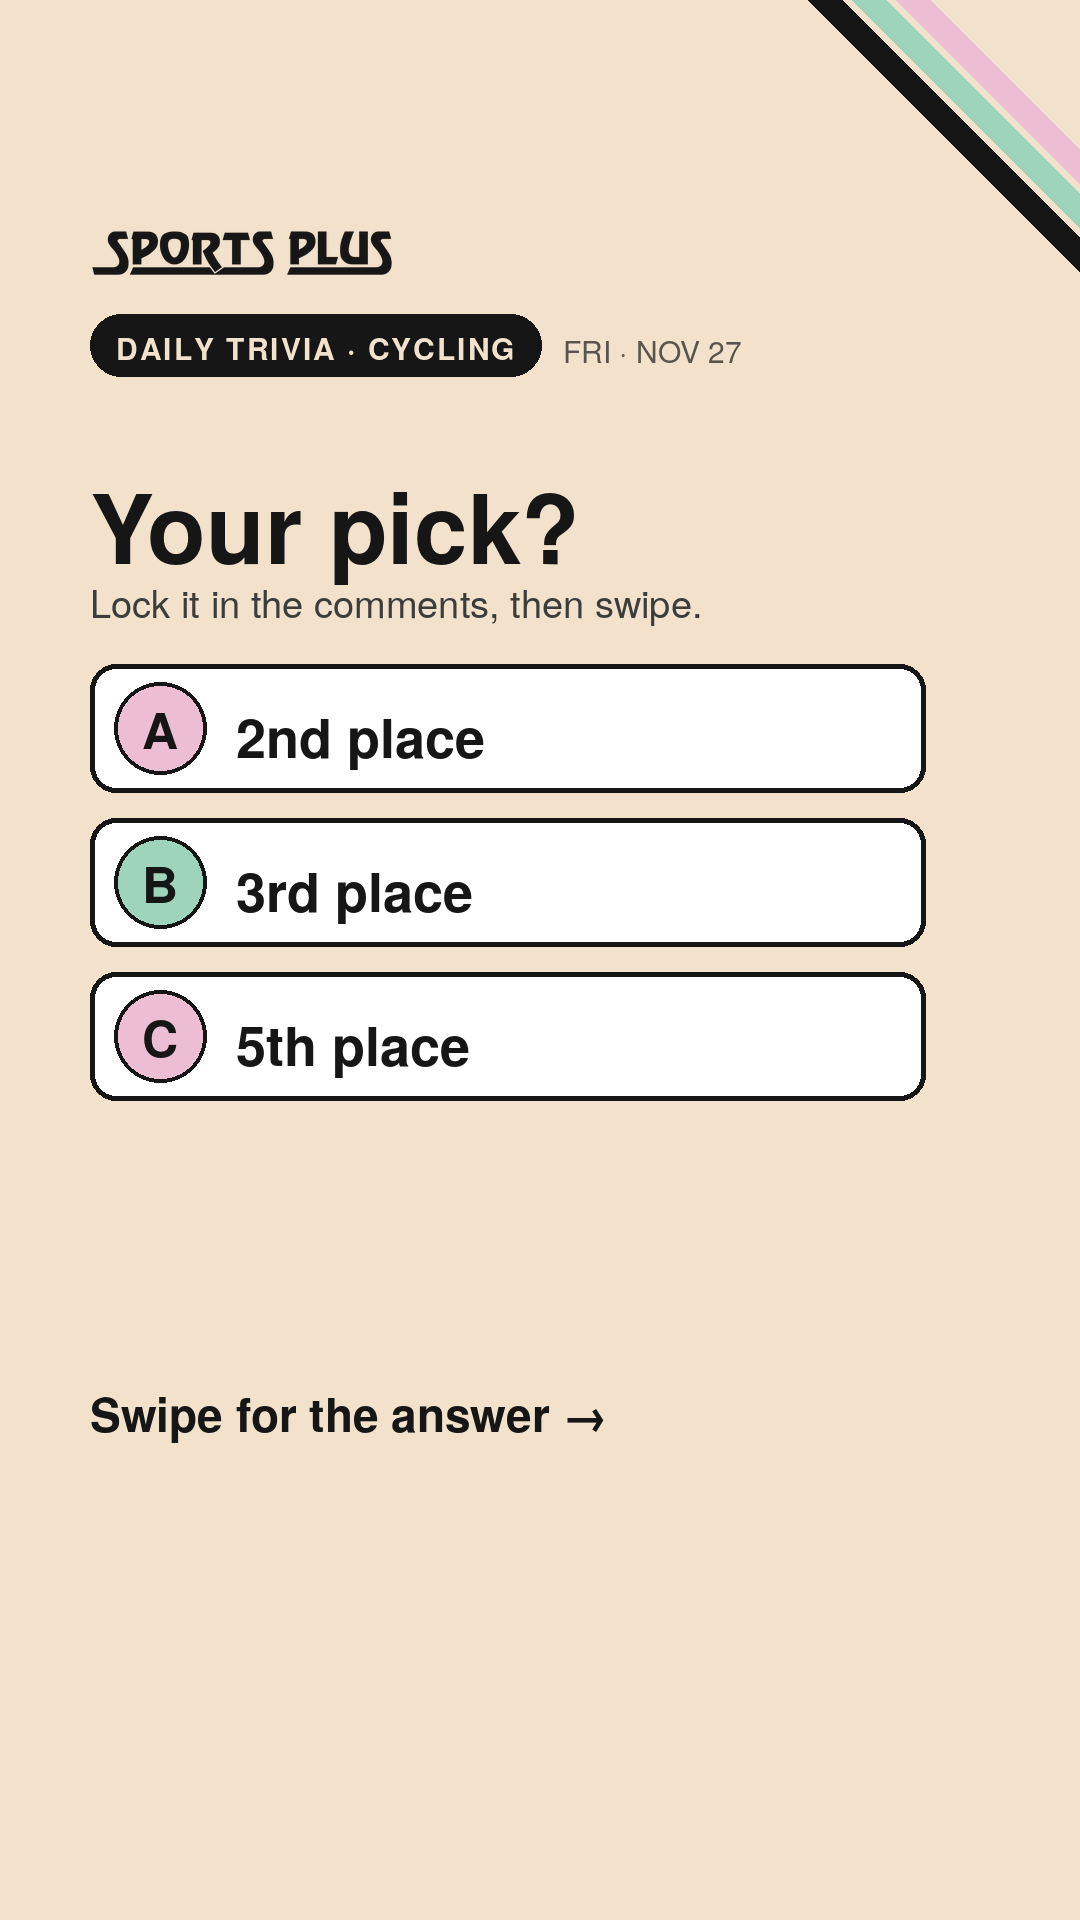 SPORTS PLUS
DAILY TRIVIA · CYCLING
FRI · NOV 27
Your pick?
Lock it in the comments, then swipe.
A 2nd place
B 3rd place
C 5th place
Swipe for the answer →